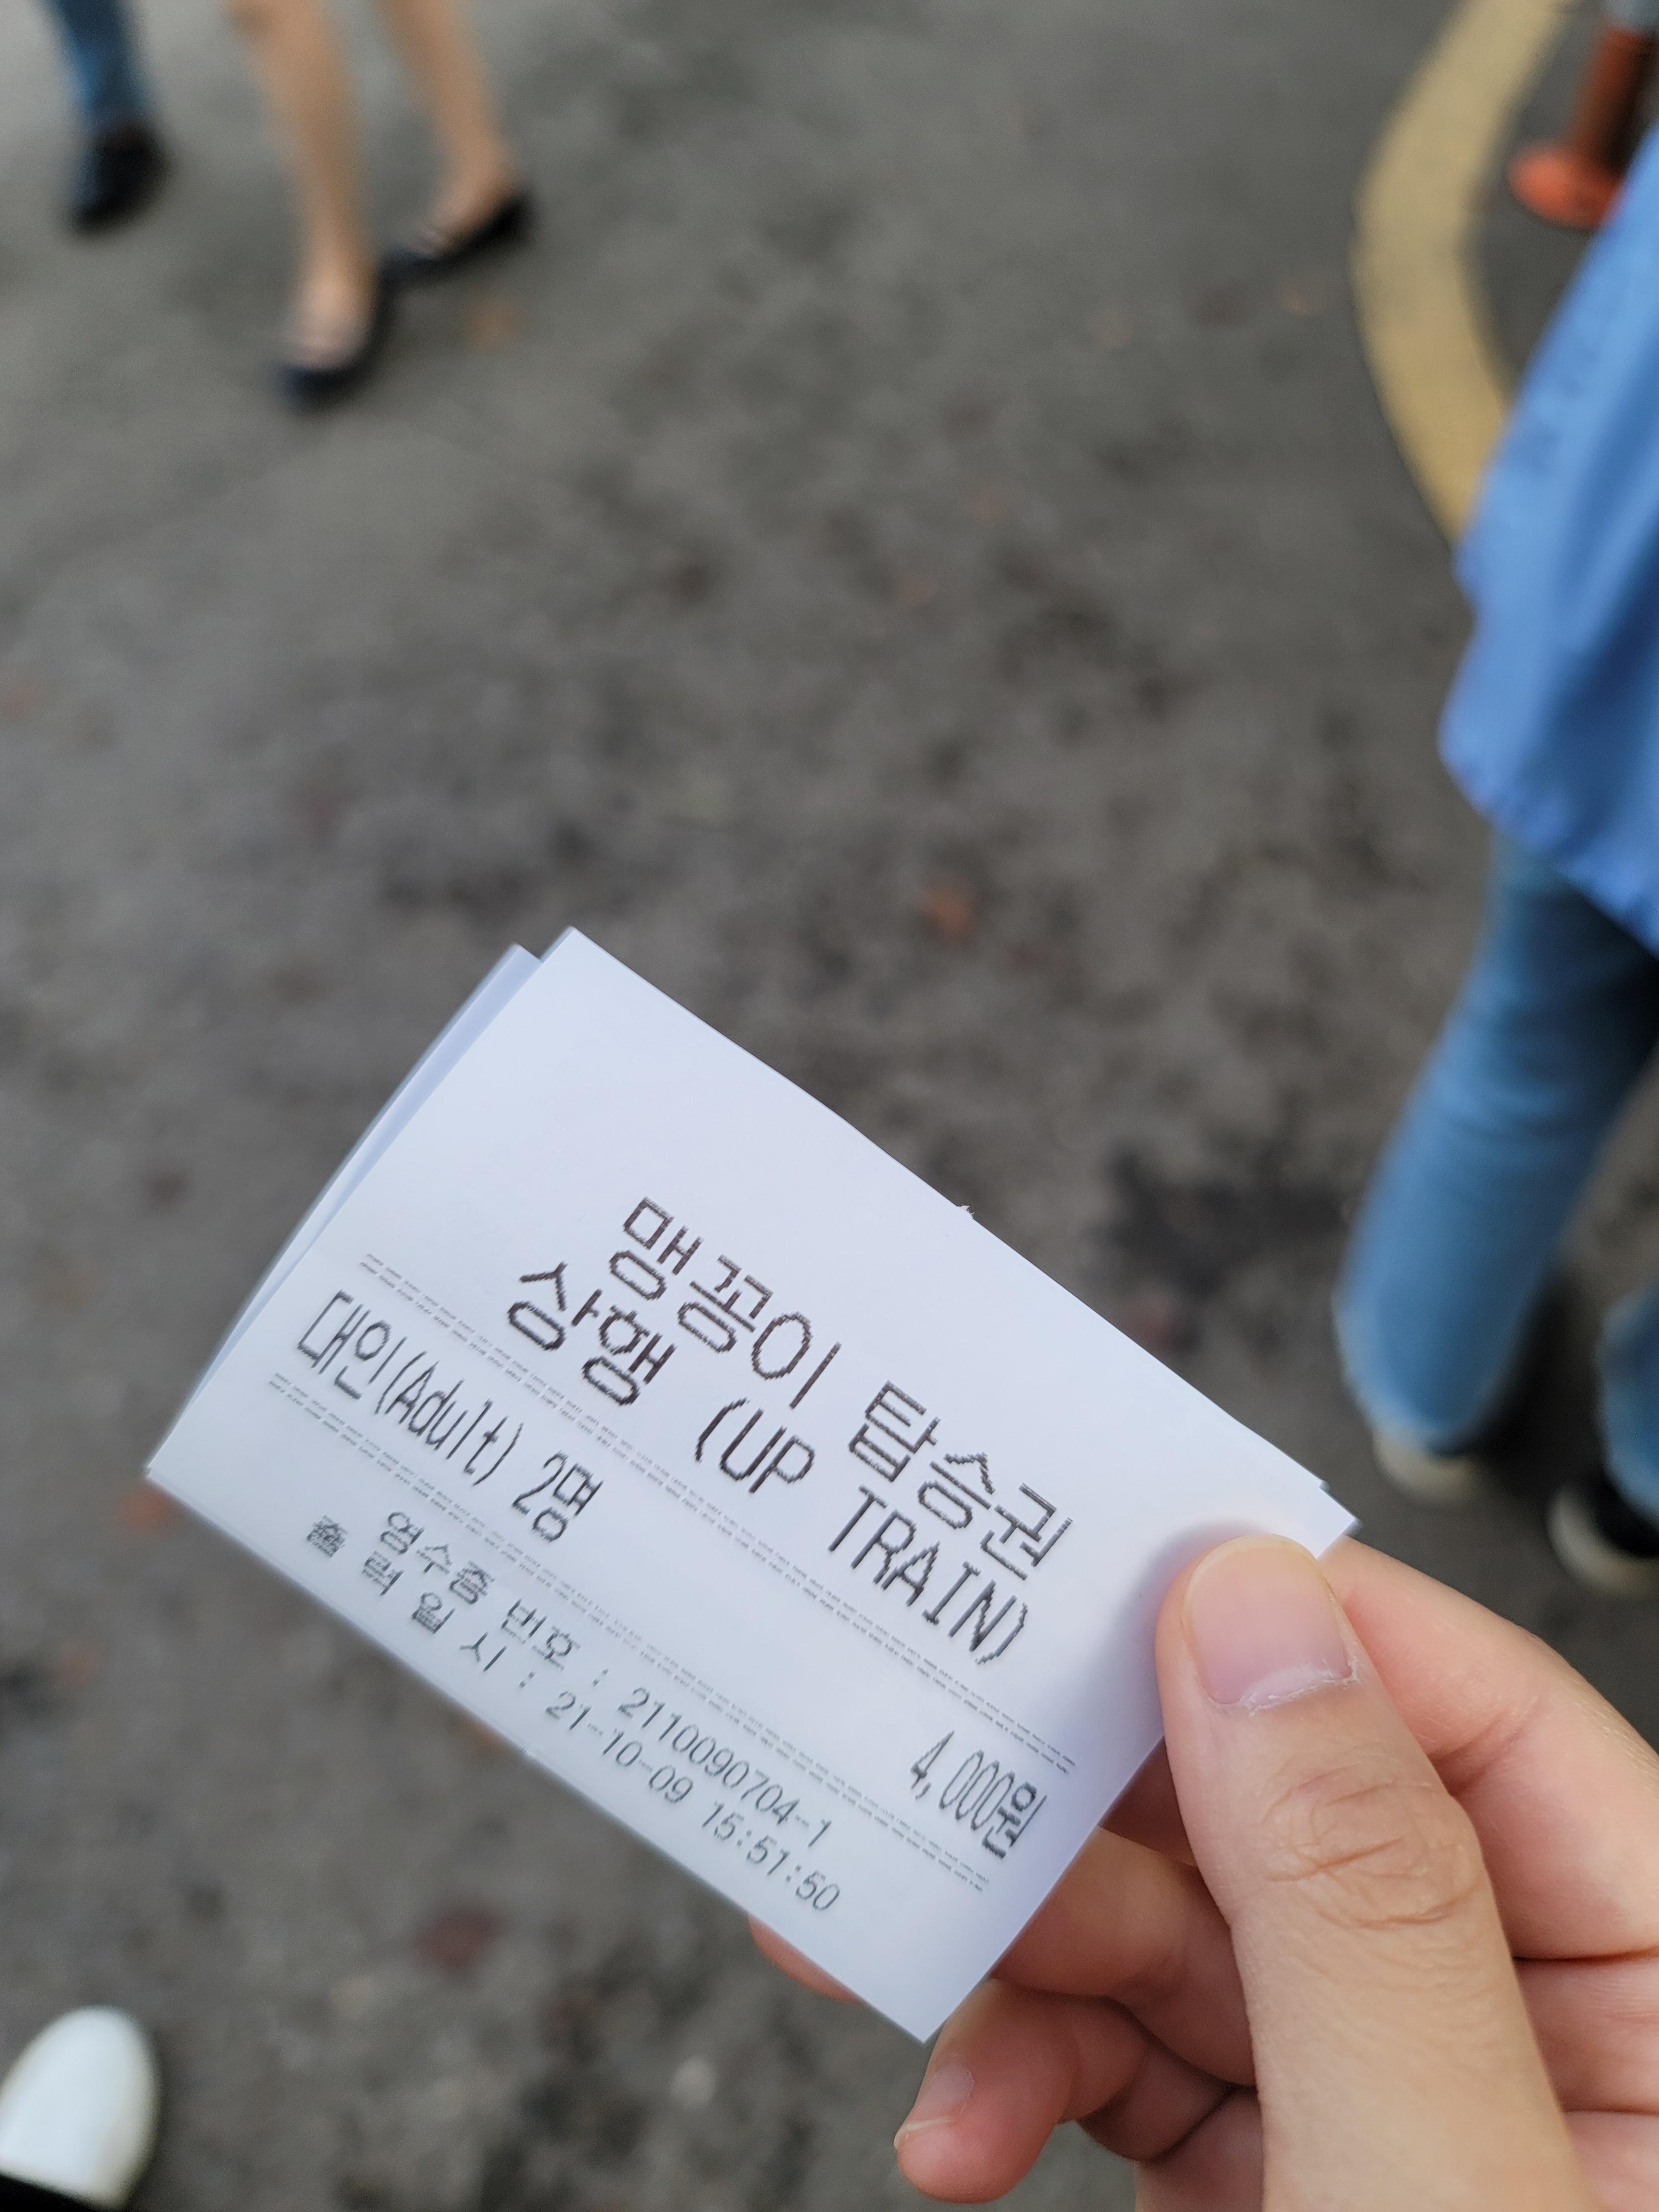 맹꽁이 탑승권
상행 (UP TRAIN)
대인(Adult) 2명 4,000원
영수증 번호 : 2110090704-1
출 력 일 시 : 21-10-09 15:51:50